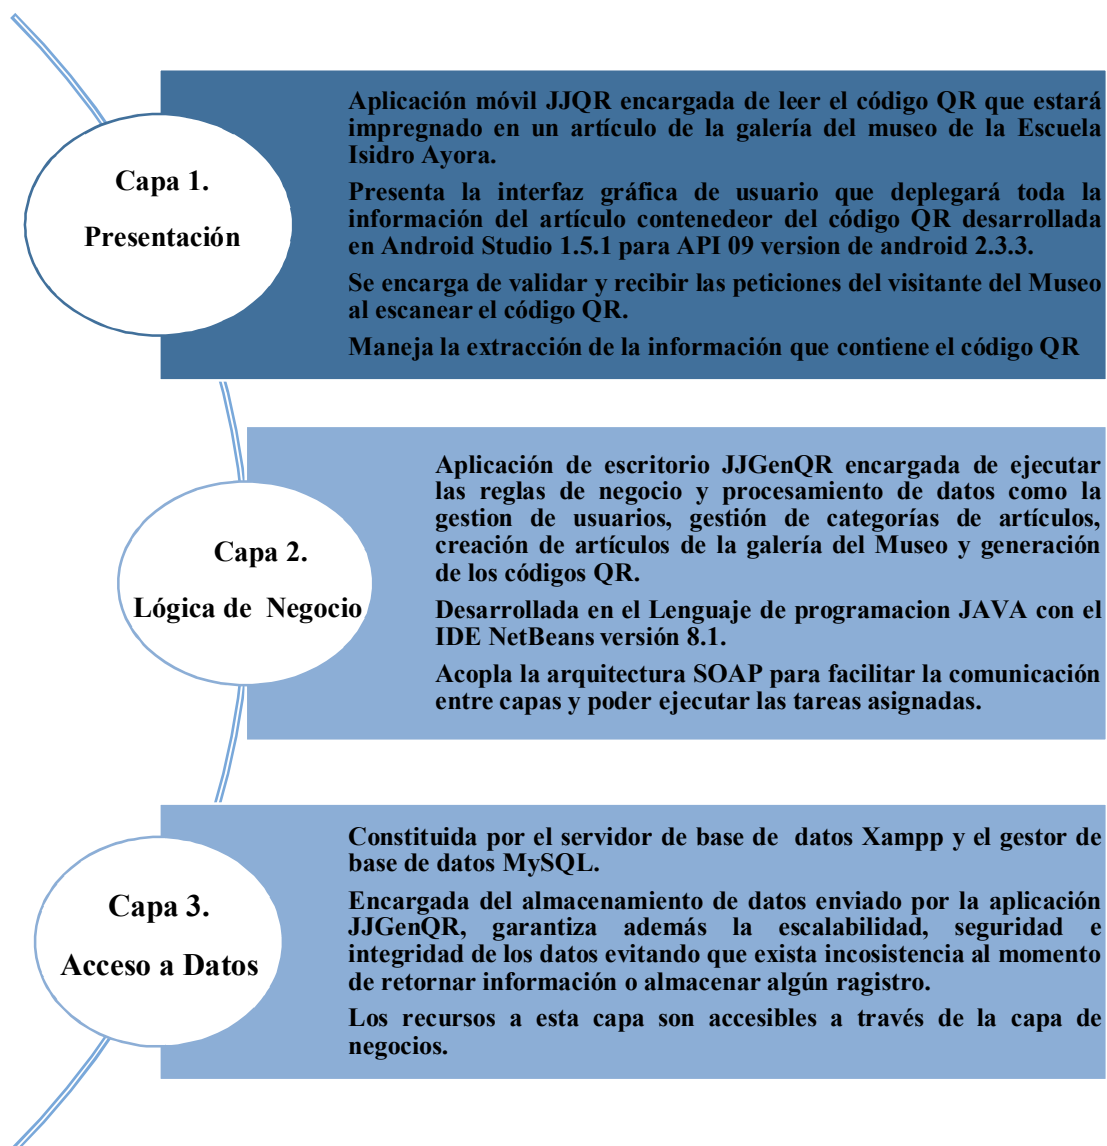 Capa 1.
Presentación
Aplicación móvil JJQR encargada de leer el código QR que estará
impregnado en un artículo de la galería del museo de la Escuela
Isidro Ayora.
Presenta la interfaz gráfica de usuario que deplegará toda la
información del artículo contenedeor del código QR desarrollada
en Android Studio 1.5.1 para API 09 version de android 2.3.3.
Se encarga de validar y recibir las peticiones del visitante del Museo
al escanear el código QR.
Maneja la extracción de la información que contiene el código QR
Capa 2.
Lógica de Negocio
Aplicación de escritorio JJGenQR encargada de ejecutar
las reglas de negocio y procesamiento de datos como la
gestion de usuarios, gestión de categorías de artículos,
creación de artículos de la galería del Museo y generación
de los códigos QR.
Desarrollada en el Lenguaje de programacion JAVA con el
IDE NetBeans versión 8.1.
Acopla la arquitectura SOAP para facilitar la comunicación
entre capas y poder ejecutar las tareas asignadas.
Capa 3.
Acceso a Datos
Constituida por el servidor de base de datos Xampp y el gestor de
base de datos MySQL.
Encargada del almacenamiento de datos enviado por la aplicación
JJGenQR, garantiza además la escalabilidad, seguridad e
integridad de los datos evitando que exista incosistencia al momento
de retornar información o almacenar algún ragistro.
Los recursos a esta capa son accesibles a través de la capa de
negocios.